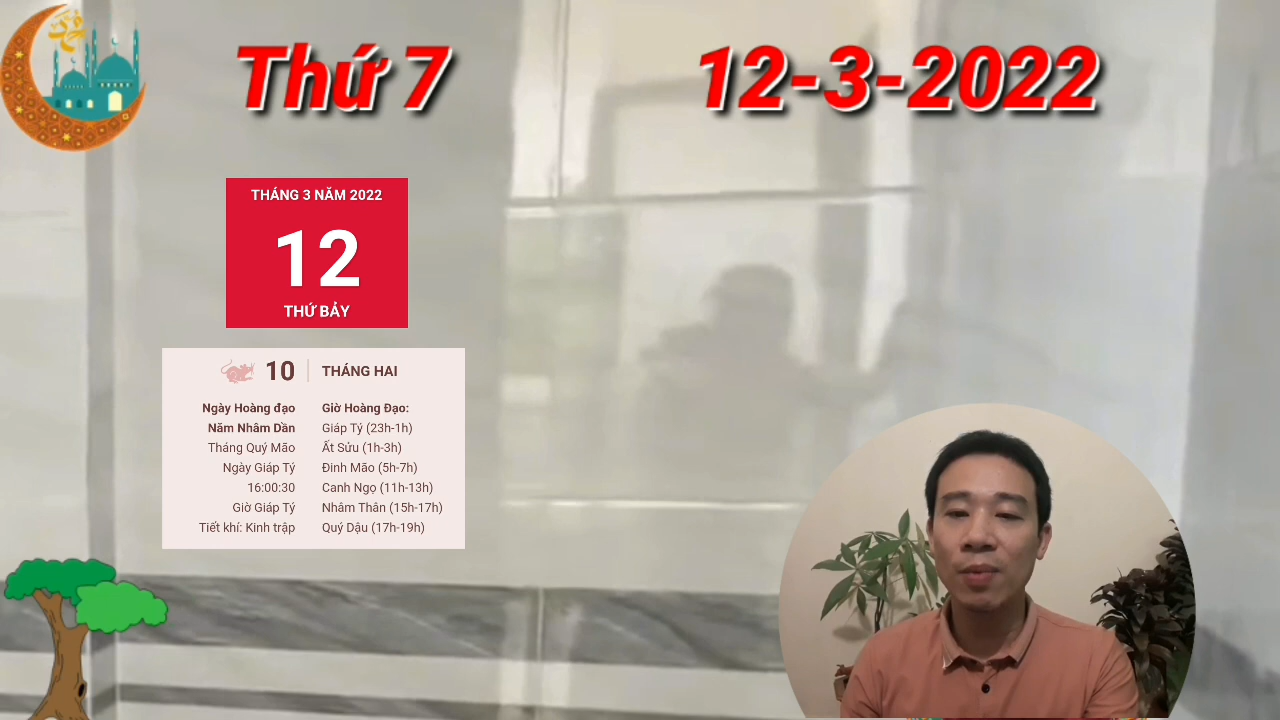 Thứ 7
12-3-2022
THÁNG 3 NĂM 2022
12
THỨ BẢY
10
THÁNG HAI
Ngày Hoàng đạo
Năm Nhâm Dần
Tháng Quý Mão
Ngày Giáp Tý
16:00:30
Giờ Giáp Tý
Tiết khí: Kinh trập
Giờ Hoàng Đạo:
Giáp Tý (23h-1h)
Ất Sửu (1h-3h)
Đinh Mão (5h-7h)
Canh Ngọ (11h-13h)
Nhâm Thân (15h-17h)
Quý Dậu (17h-19h)